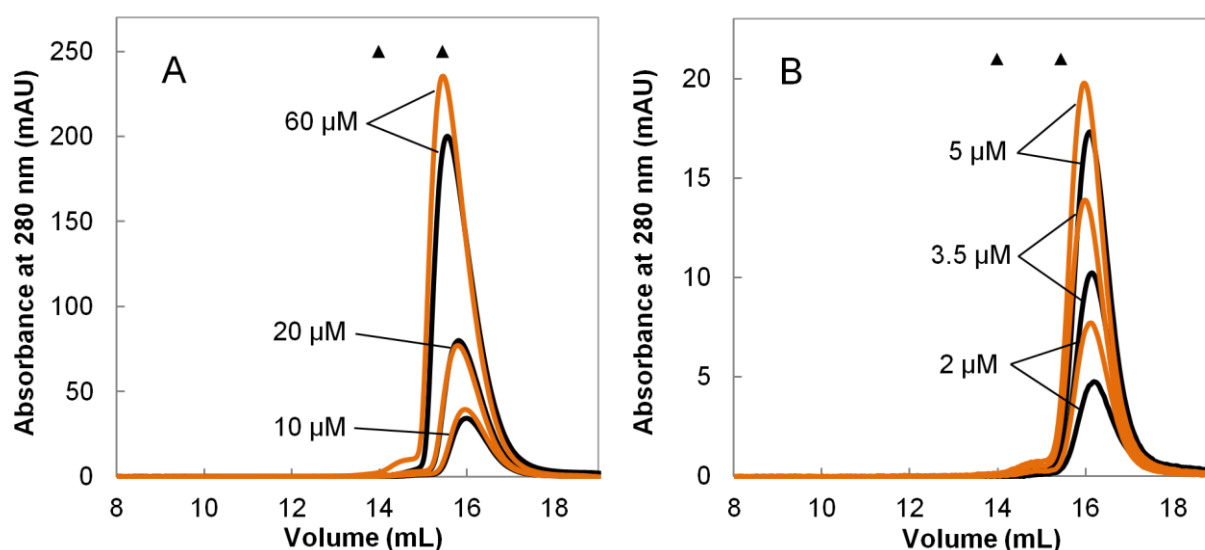 A
Absorbance at 280 nm (mAU)
250
200
150
100
50
0
60 µM
20 µM
10 µM
8 10 12 14 16 18
Volume (mL)
B
Absorbance at 280 nm (mAU)
20
15
10
5
0
5 µM
3.5 µM
2 µM
8 10 12 14 16 18
Volume (mL)